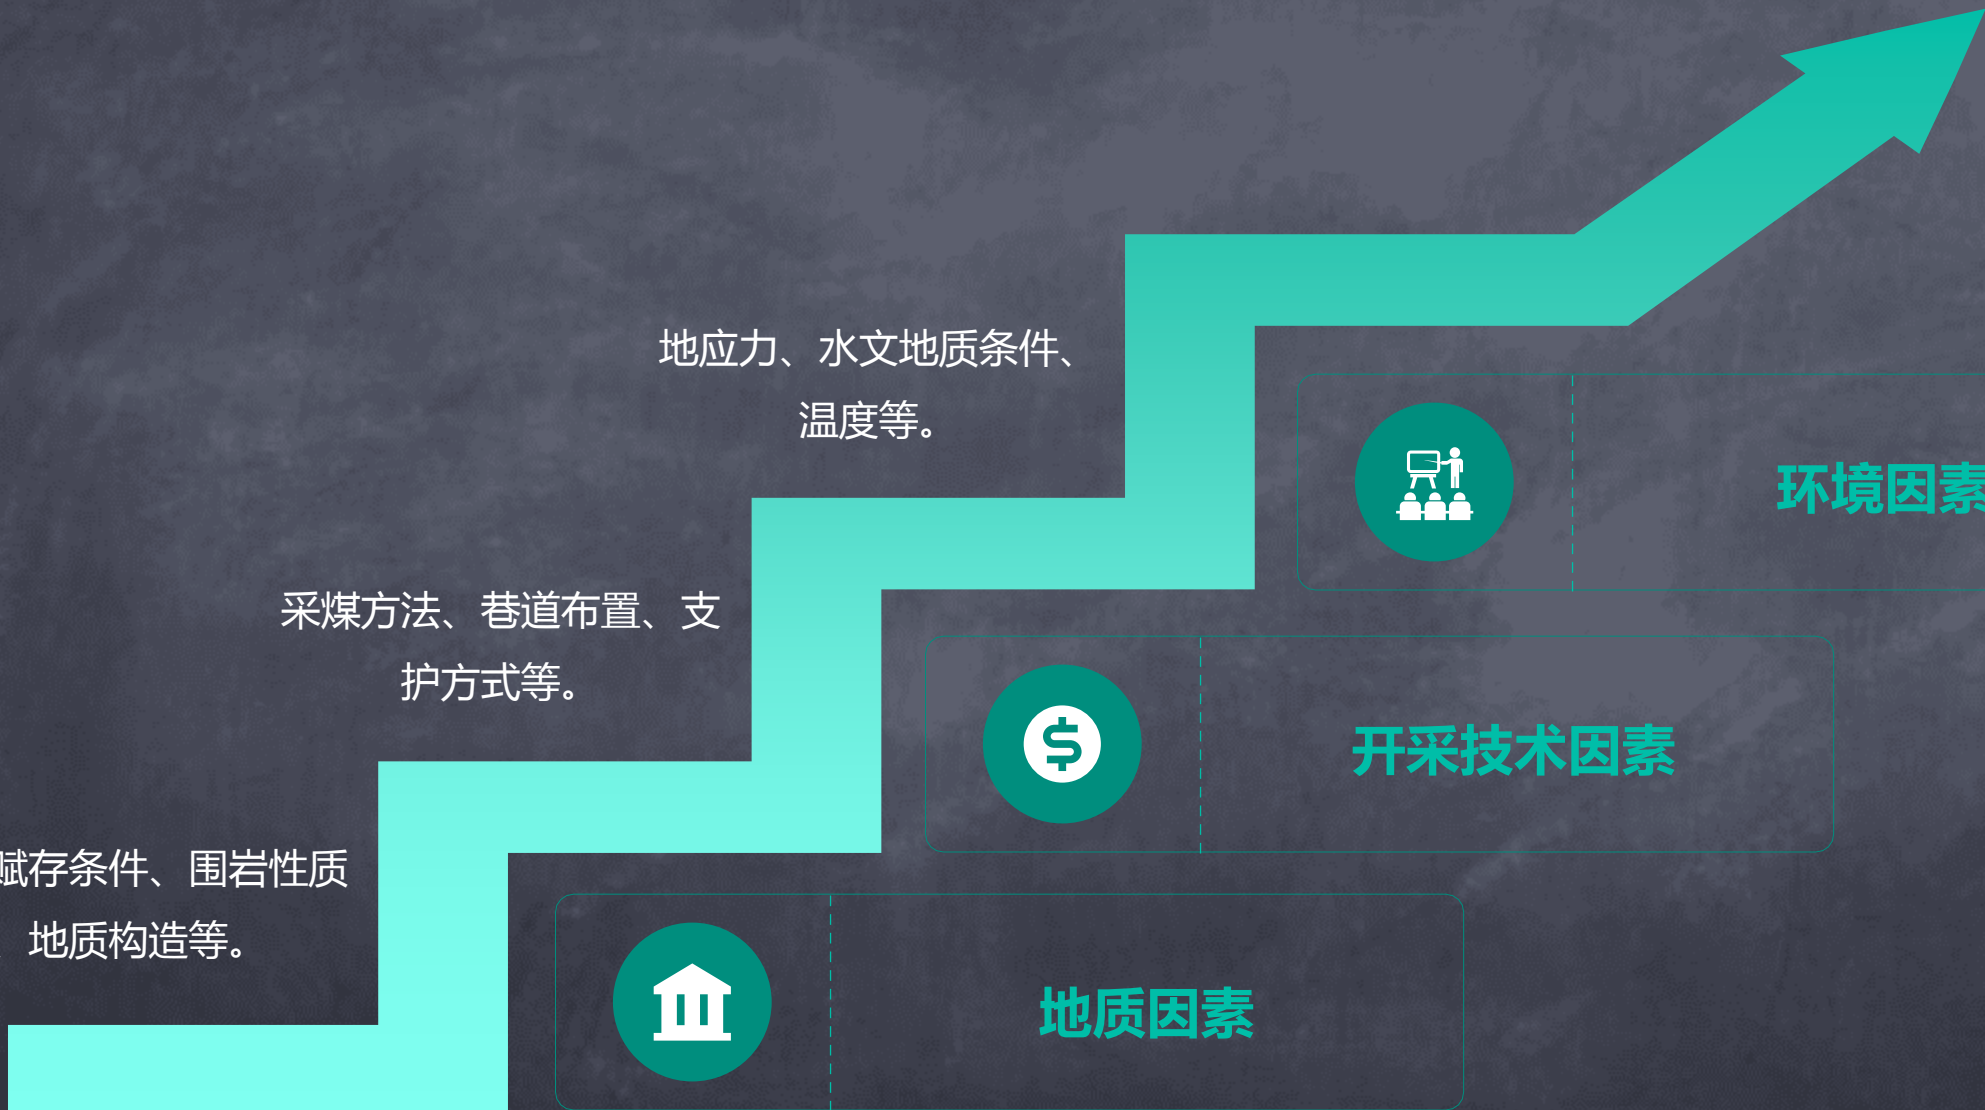 地应力、水文地质条件、
温度等。
环境因素
采煤方法、巷道布置、支
护方式等。
开采技术因素
赋存条件、围岩性质
、地质构造等。
地质因素